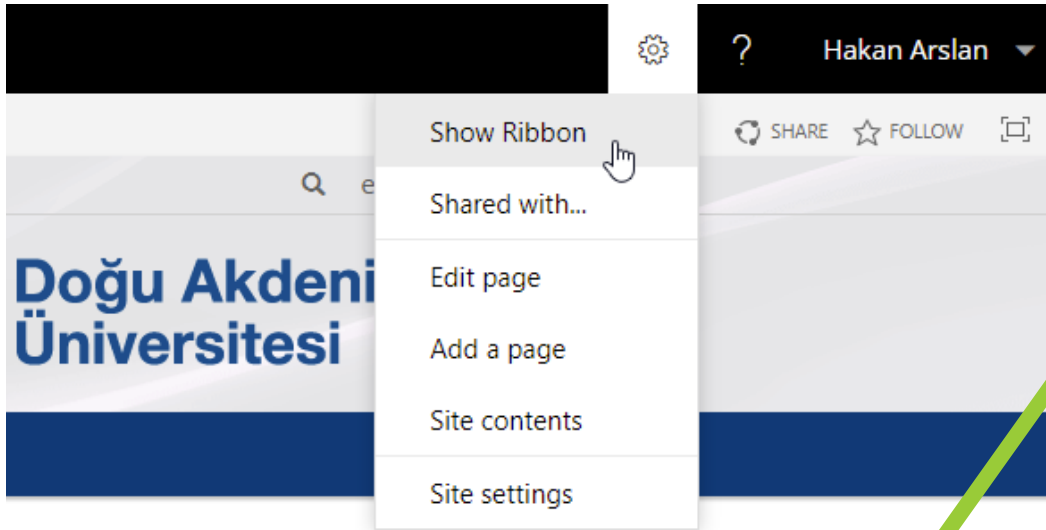 ? Hakan Arslan
Show Ribbon
SHARE FOLLOW
e
Shared with...
Doğu Akdeni
Üniversitesi
Edit page
Add a page
Site contents
Site settings